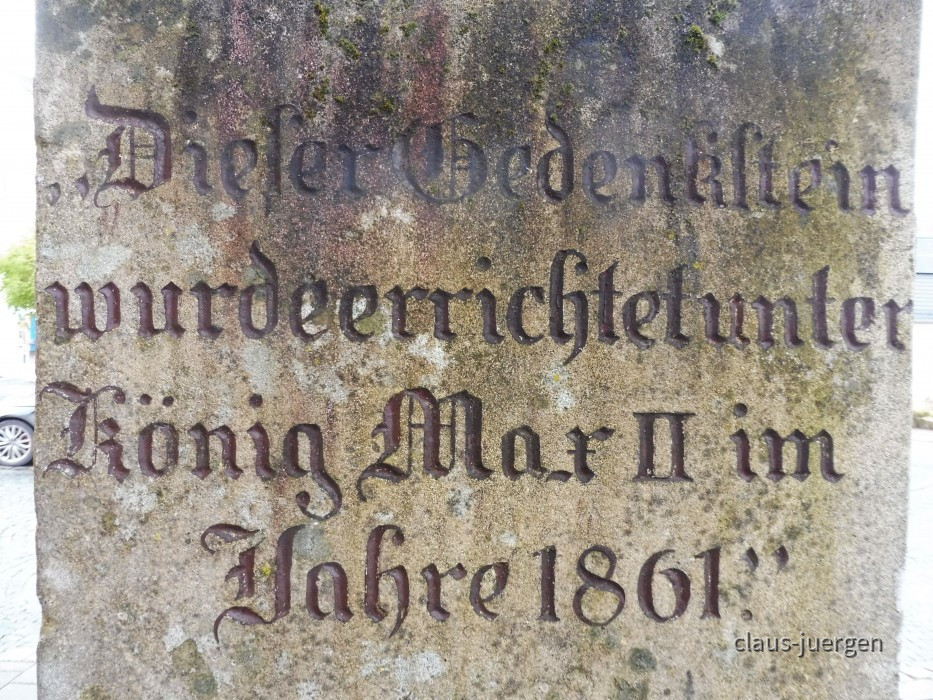 „Dieser Gedenkstein
wurde errichtet unter
König Max II im
Jahre 1861.”
claus-juergen